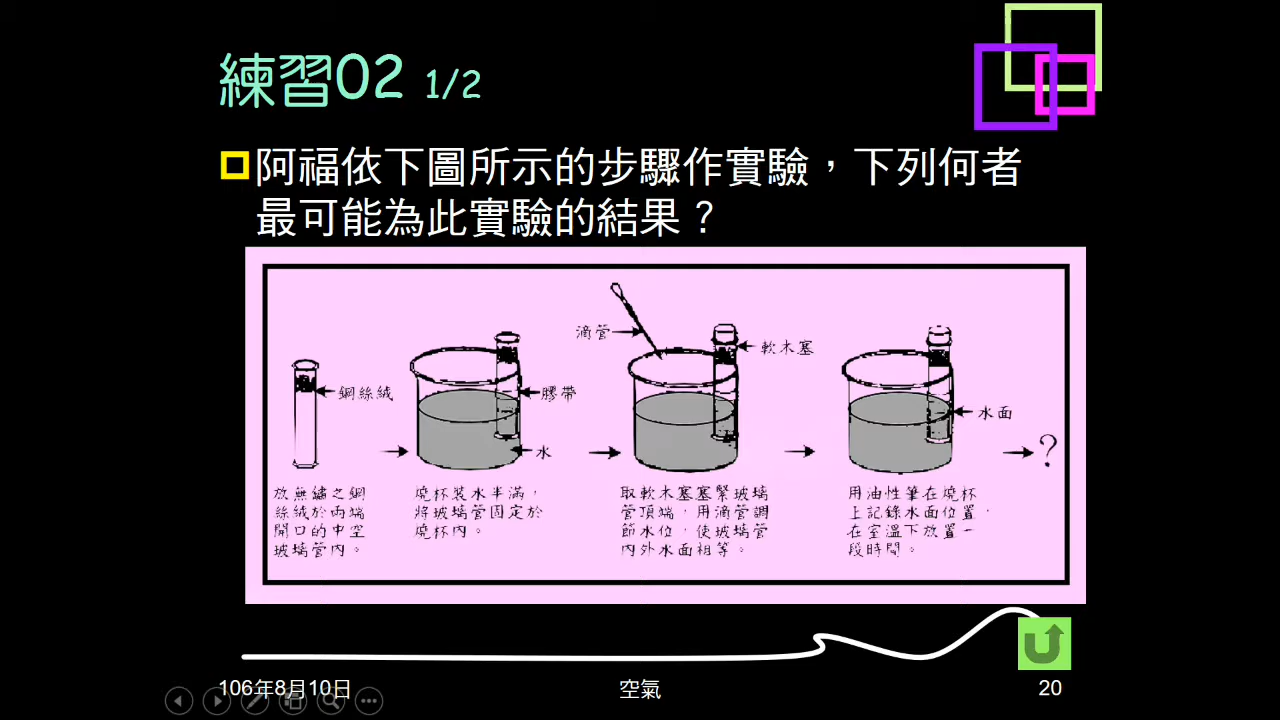 練習02 1/2
阿福依下圖所示的步驟作實驗，下列何者
最可能為此實驗的結果？
滴管
軟木塞
鋼絲絨
膠帶
水面
水
?
放無鏽之鋼
絲絨於兩端
開口的中空
玻璃管內。
燒杯裝水半滿，
將玻璃管固定於
燒杯內。
取軟木塞塞緊玻璃
管頂端，用滴管調
節水位，使玻璃管
內外水面相等。
用油性筆在燒杯
上記錄水面位置，
在室溫下放置一
段時間。
106年8月10日
空氣
20